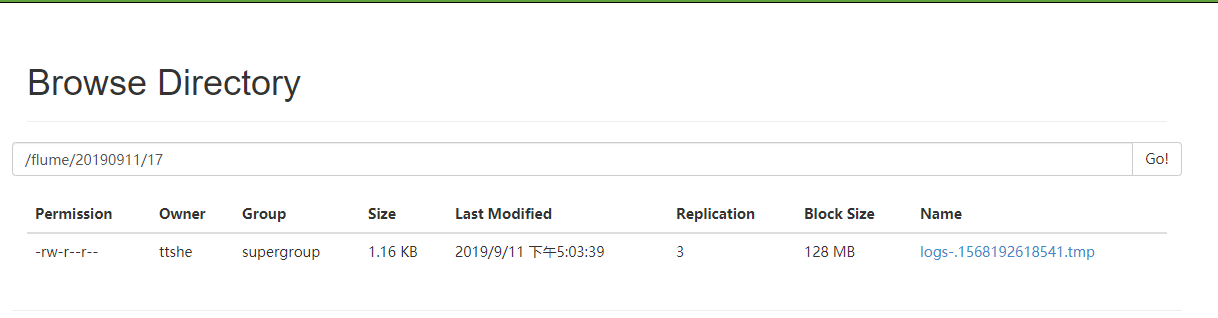 Browse Directory
/flume/20190911/17 Go!
Permission Owner Group Size Last Modified Replication Block Size Name
-rw-r--r-- ttshe supergroup 1.16 KB 2019/9/11 下午5:03:39 3 128 MB logs-.1568192618541.tmp